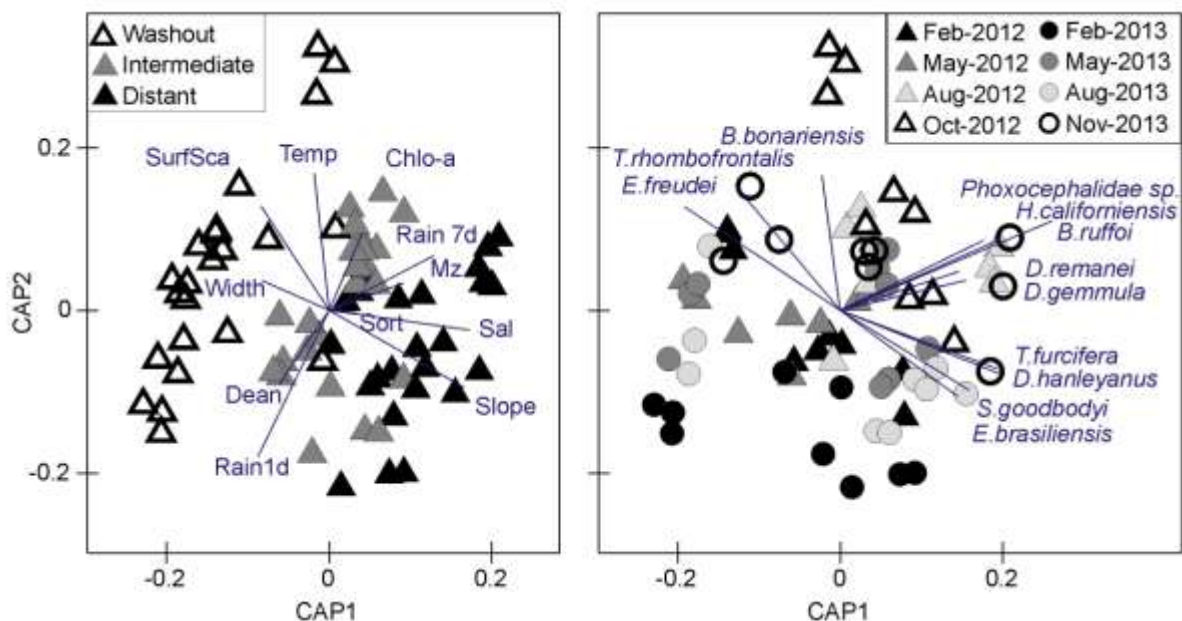 Washout
Intermediate
Distant
SurfSca
Temp
Chlo-a
Rain 7d
Mz
Width
Sort
Sal
Dean
Slope
Rain1d
0.2
0
-0.2
CAP2
-0.2
0
0.2
CAP1
Feb-2012
Feb-2013
May-2012
May-2013
Aug-2012
Aug-2013
Oct-2012
Nov-2013
B.bonariensis
T.rhombofrontalis
E.freudei
Phoxocephalidae sp.
H.californiensis
B.ruffoi
D.remanei
D.gemmula
T.furcifera
D.hanleyanus
S.goodbodyi
E.brasiliensis
-0.2
0
0.2
CAP1